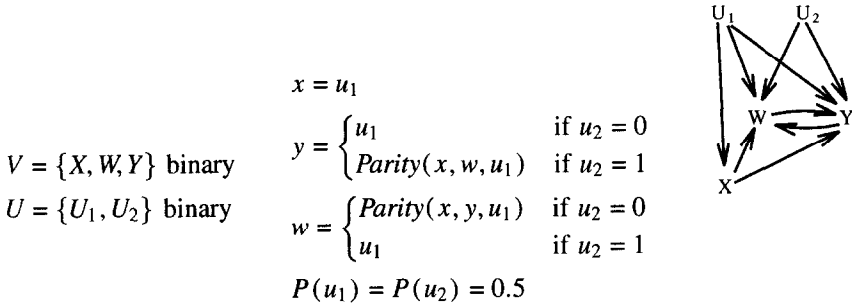 V = {X, W, Y} binary
U = {U₁, U₂} binary
x = u₁
y = { u₁ if u₂ = 0
Parity(x, w, u₁) if u₂ = 1
w = { Parity(x, y, u₁) if u₂ = 0
u₁ if u₂ = 1
P(u₁) = P(u₂) = 0.5
U₁ U₂
W Y
X